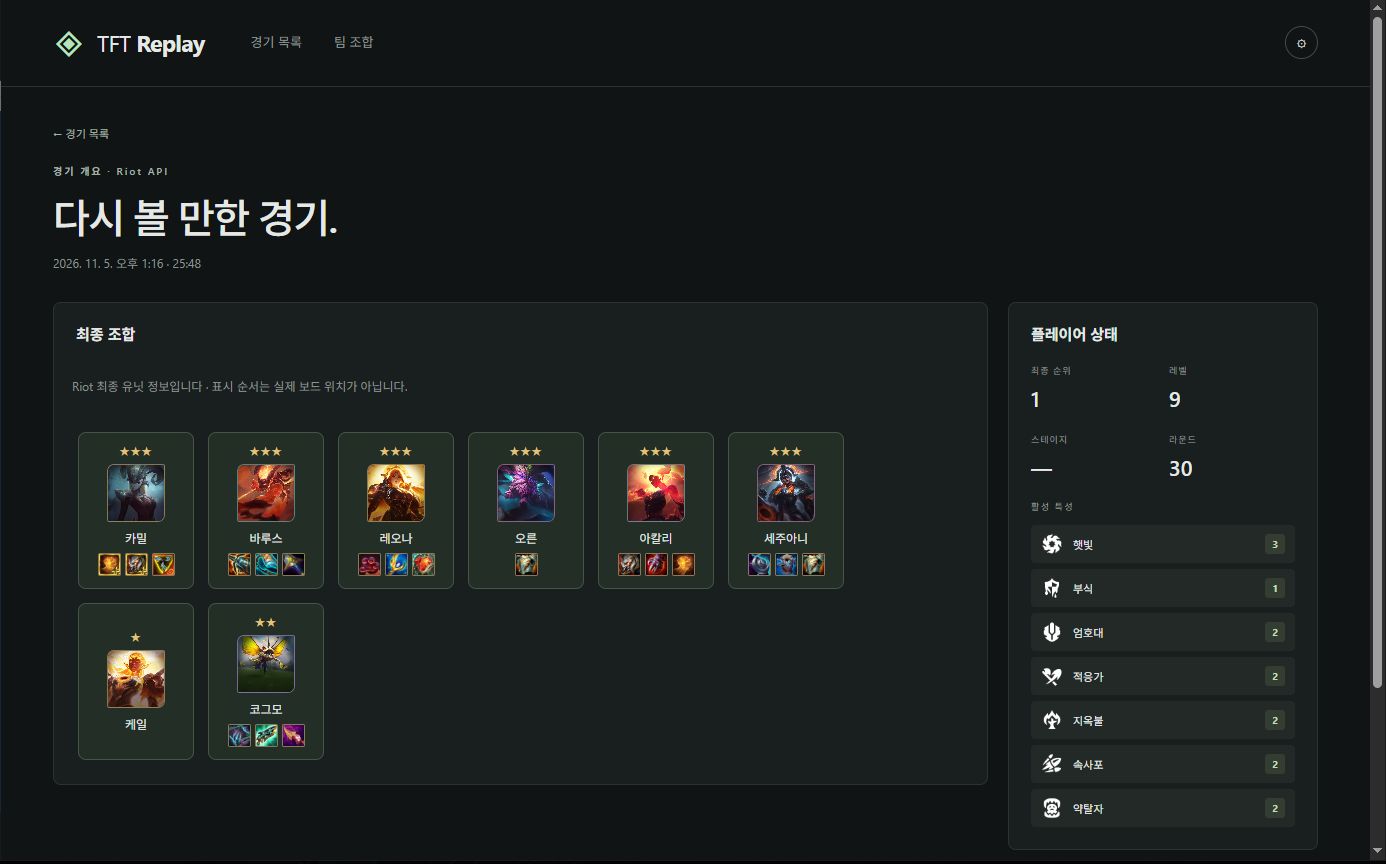 TFT Replay
경기 목록
팀 조합
← 경기 목록
경기 개요 · Riot API
다시 볼 만한 경기.
2026. 11. 5. 오후 1:16 · 25:48
최종 조합
Riot 최종 유닛 정보입니다 · 표시 순서는 실제 보드 위치가 아닙니다.
★★★
카밀
★★★
바루스
★★★
레오나
★★★
오른
★★★
아칼리
★★★
세주아니
★
케일
★★
코그모
플레이어 상태
최종 순위
1
레벨
9
스테이지
—
라운드
30
활성 특성
햇빛
3
부식
1
엄호대
2
적응가
2
지옥불
2
속사포
2
약탈자
2